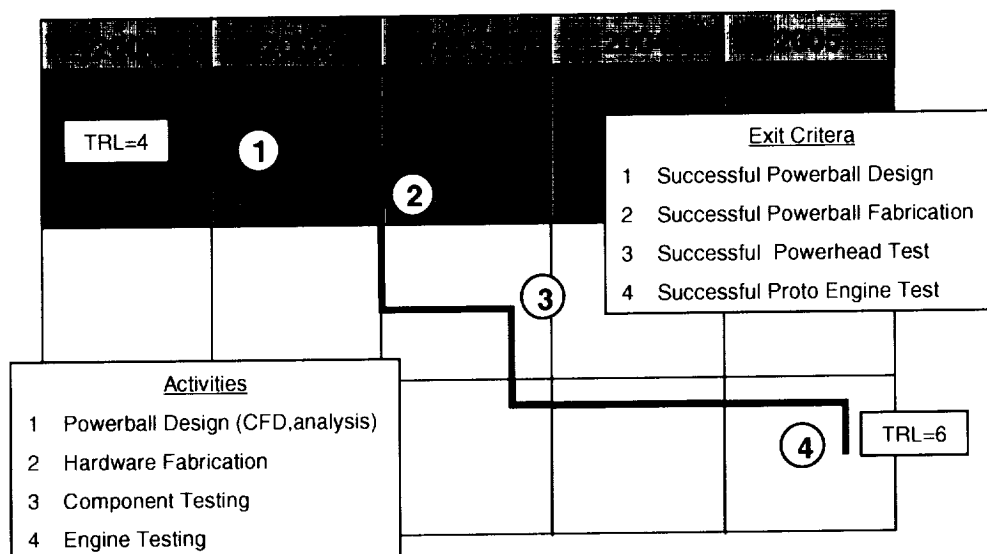 TRL=4
1
2
3
4
TRL=6
Exit Critera
1 Successful Powerball Design
2 Successful Powerball Fabrication
3 Successful Powerhead Test
4 Successful Proto Engine Test
Activities
1 Powerball Design (CFD,analysis)
2 Hardware Fabrication
3 Component Testing
4 Engine Testing